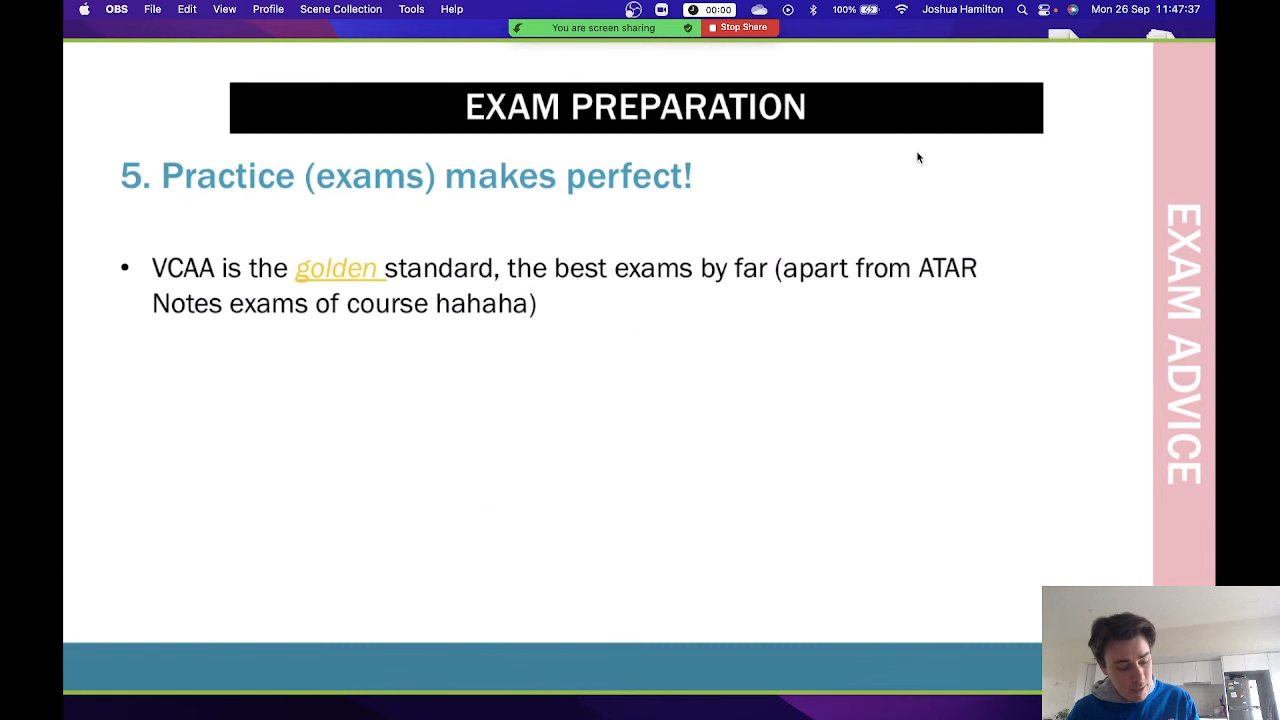 OBS File Edit View Profile Scene Collection Tools Help 00:00 100% Joshua Hamilton Mon 26 Sep 11:47:37
You are screen sharing Stop Share
EXAM PREPARATION
5. Practice (exams) makes perfect!
• VCAA is the golden standard, the best exams by far (apart from ATAR
Notes exams of course hahaha)
EXAM ADVICE